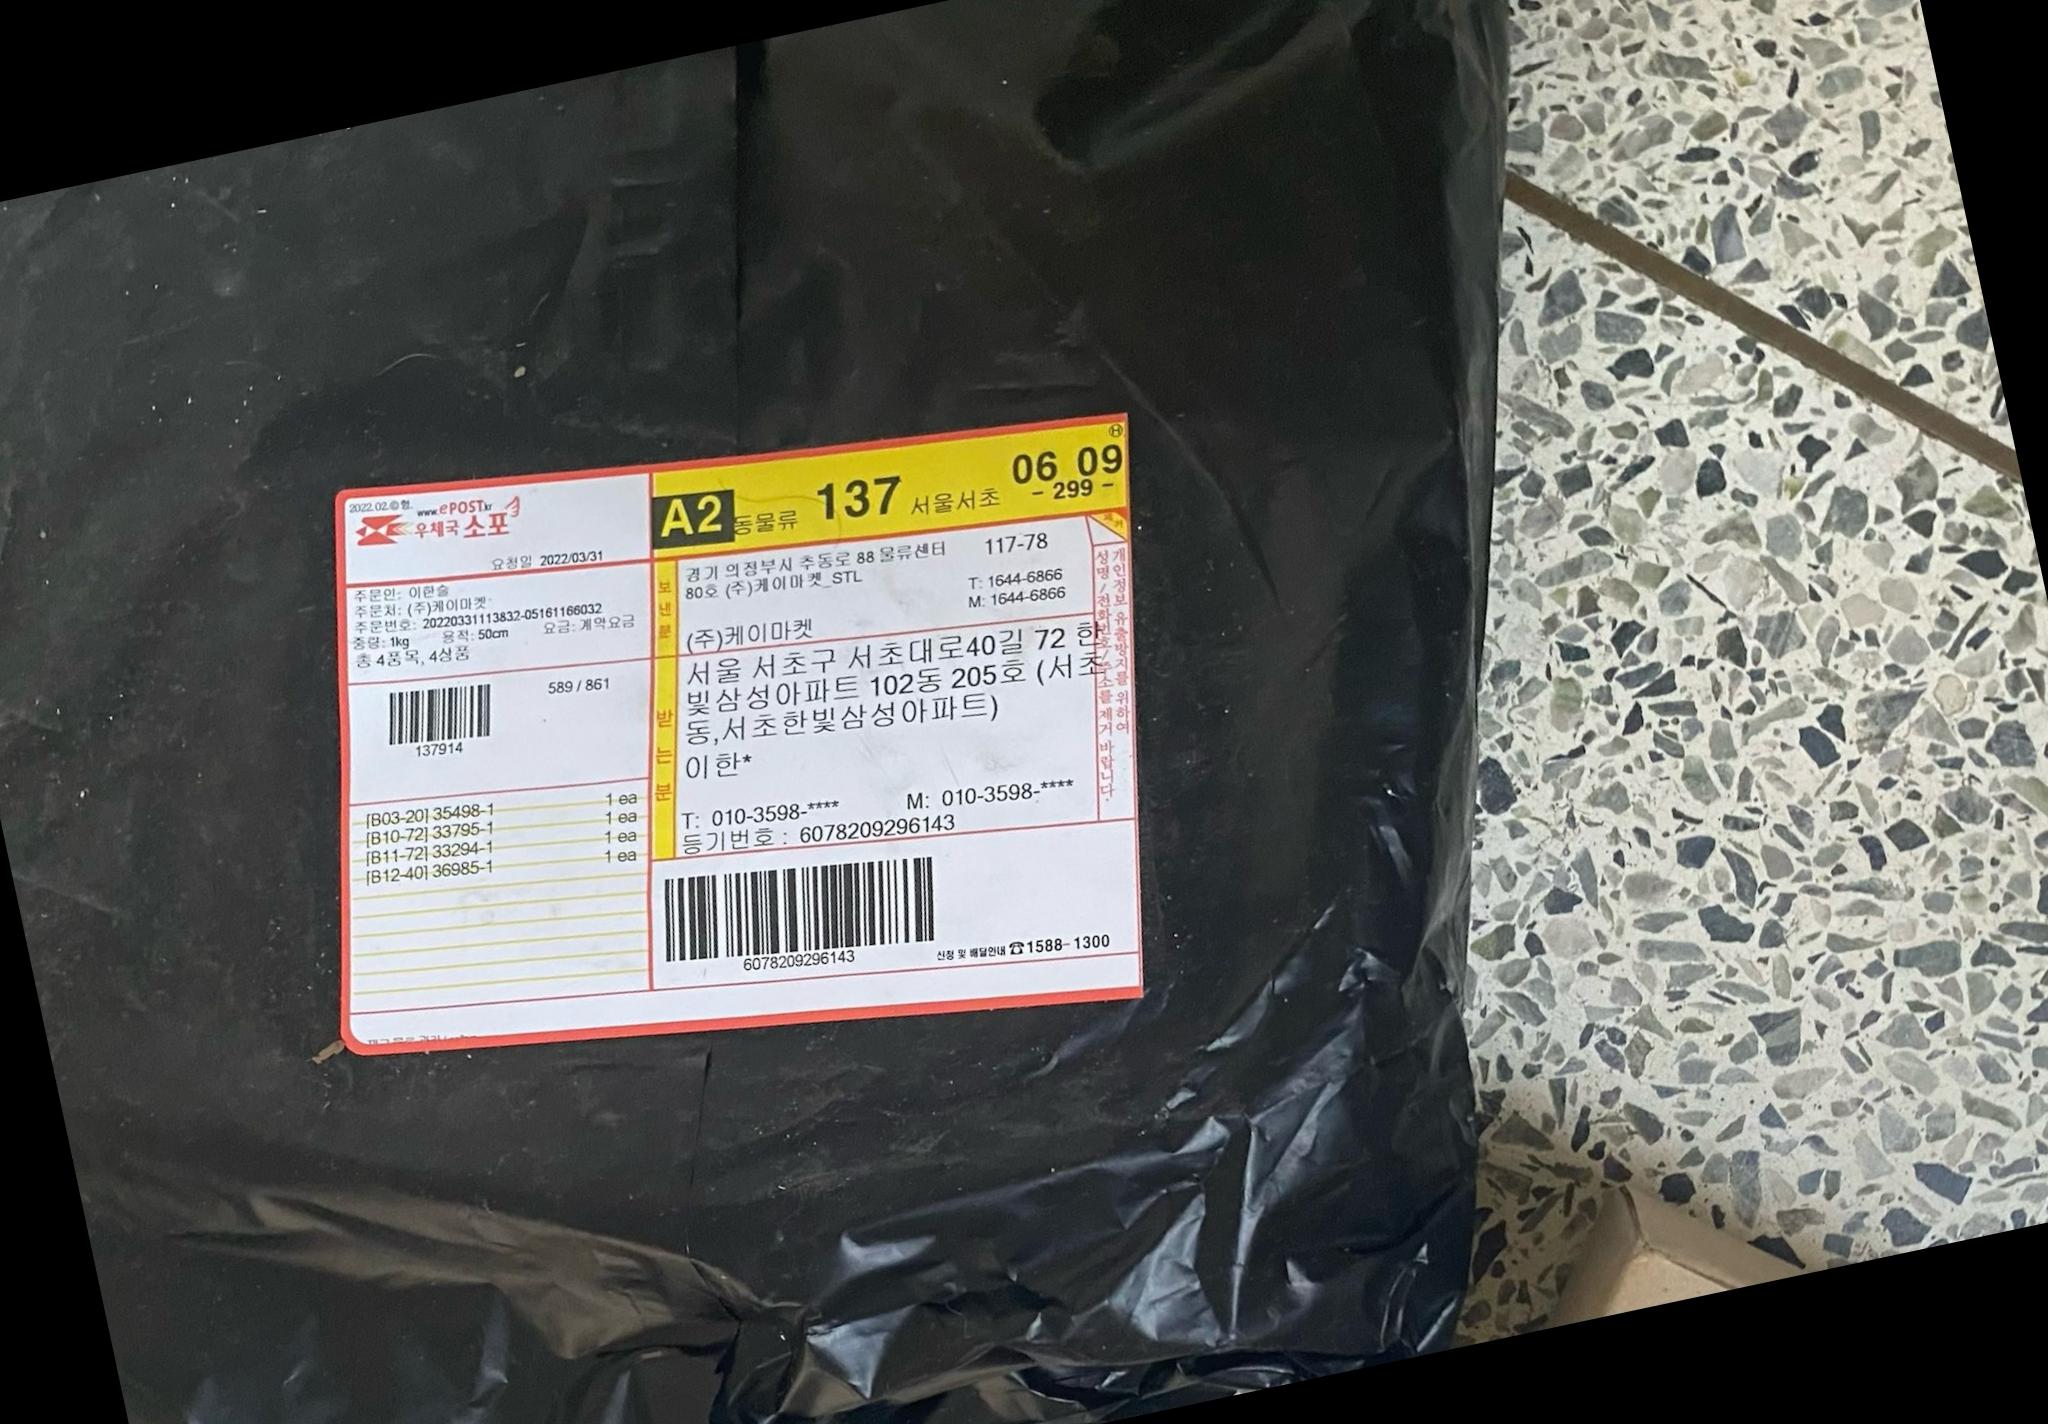 2022.02.㉾형.
www.ePOST.kr
우체국 소포
요청일 2022/03/31
A2
동물류 137 서울서초
06 09
- 299 -
Ⓗ
주문인: 이한솔
주문처: (주)케이마켓
주문번호: 20220331113832-05161166032
중량: 1kg 용적: 50cm 요금: 계약요금
총 4품목, 4상품
137914
589 / 861
[B03-20] 35498-1 1 ea
[B10-72] 33795-1 1 ea
[B11-72] 33294-1 1 ea
[B12-40] 36985-1 1 ea
보낸분
경기 의정부시 추동로 88 물류센터 117-78
80호 (주)케이마켓_STL
T: 1644-6866
M: 1644-6866
(주)케이마켓
받는분
서울 서초구 서초대로40길 72 한
빛삼성아파트 102동 205호 (서초
동,서초한빛삼성아파트)
이한*
T: 010-3598-**** M: 010-3598-****
등기번호 : 6078209296143
6078209296143
신청 및 배달안내 ☎1588-1300
개인정보 유출방지를 위하여
성명/전화번호/주소를 제거 바랍니다.